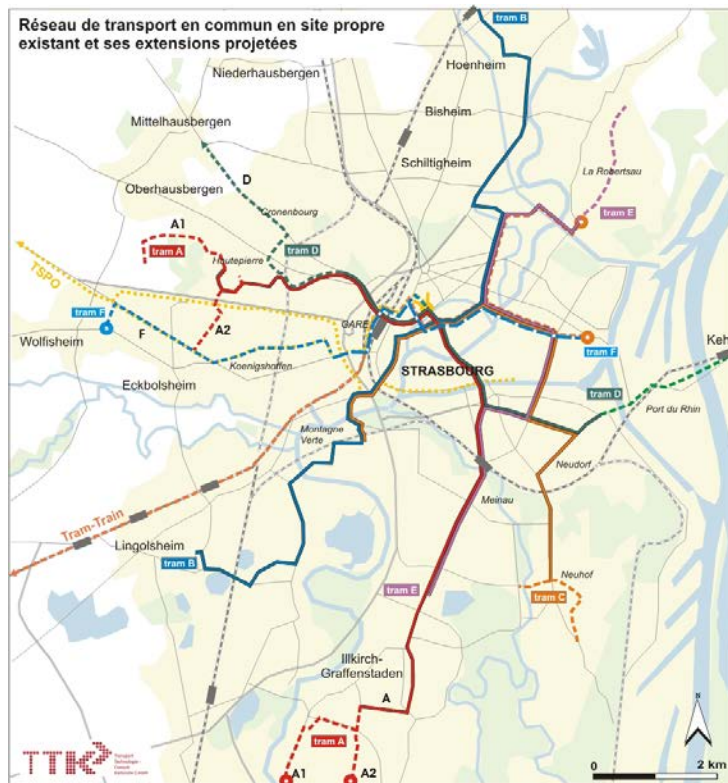 Réseau de transport en commun en site propre
existant et ses extensions projetées
tram B
Hoenheim
Niederhausbergen
Bisheim
Mittelhausbergen
Schiltigheim
La Robertsau
Oberhausbergen
D
Cronenbourg
A1
tram E
tram A
Hautepierre
tram D
TSPO
tram F
GARE
F
A2
Wolfisheim
Koenigshoffen
STRASBOURG
tram F
Keh
Eckbolsheim
tram D
Port du Rhin
Montagne
Verte
Neudorf
Meinau
Tram-Train
Lingolsheim
tram B
Neuhof
tram E
tram C
Illkirch-
Graffenstaden
A
N
tram A
TTK
Transport
Technologie-
Consult
Karlsruhe GmbH
A1
A2
0
2 km